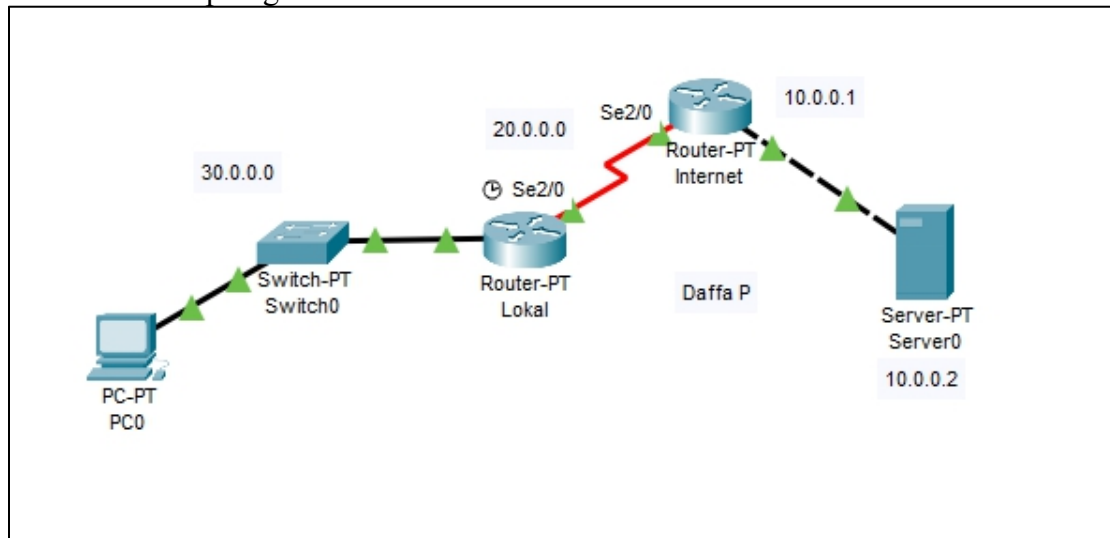 10.0.0.1
Se2/0
20.0.0.0
Router-PT
Internet
30.0.0.0
Se2/0
Switch-PT
Switch0
Router-PT
Lokal
Daffa P
Server-PT
Server0
10.0.0.2
PC-PT
PC0